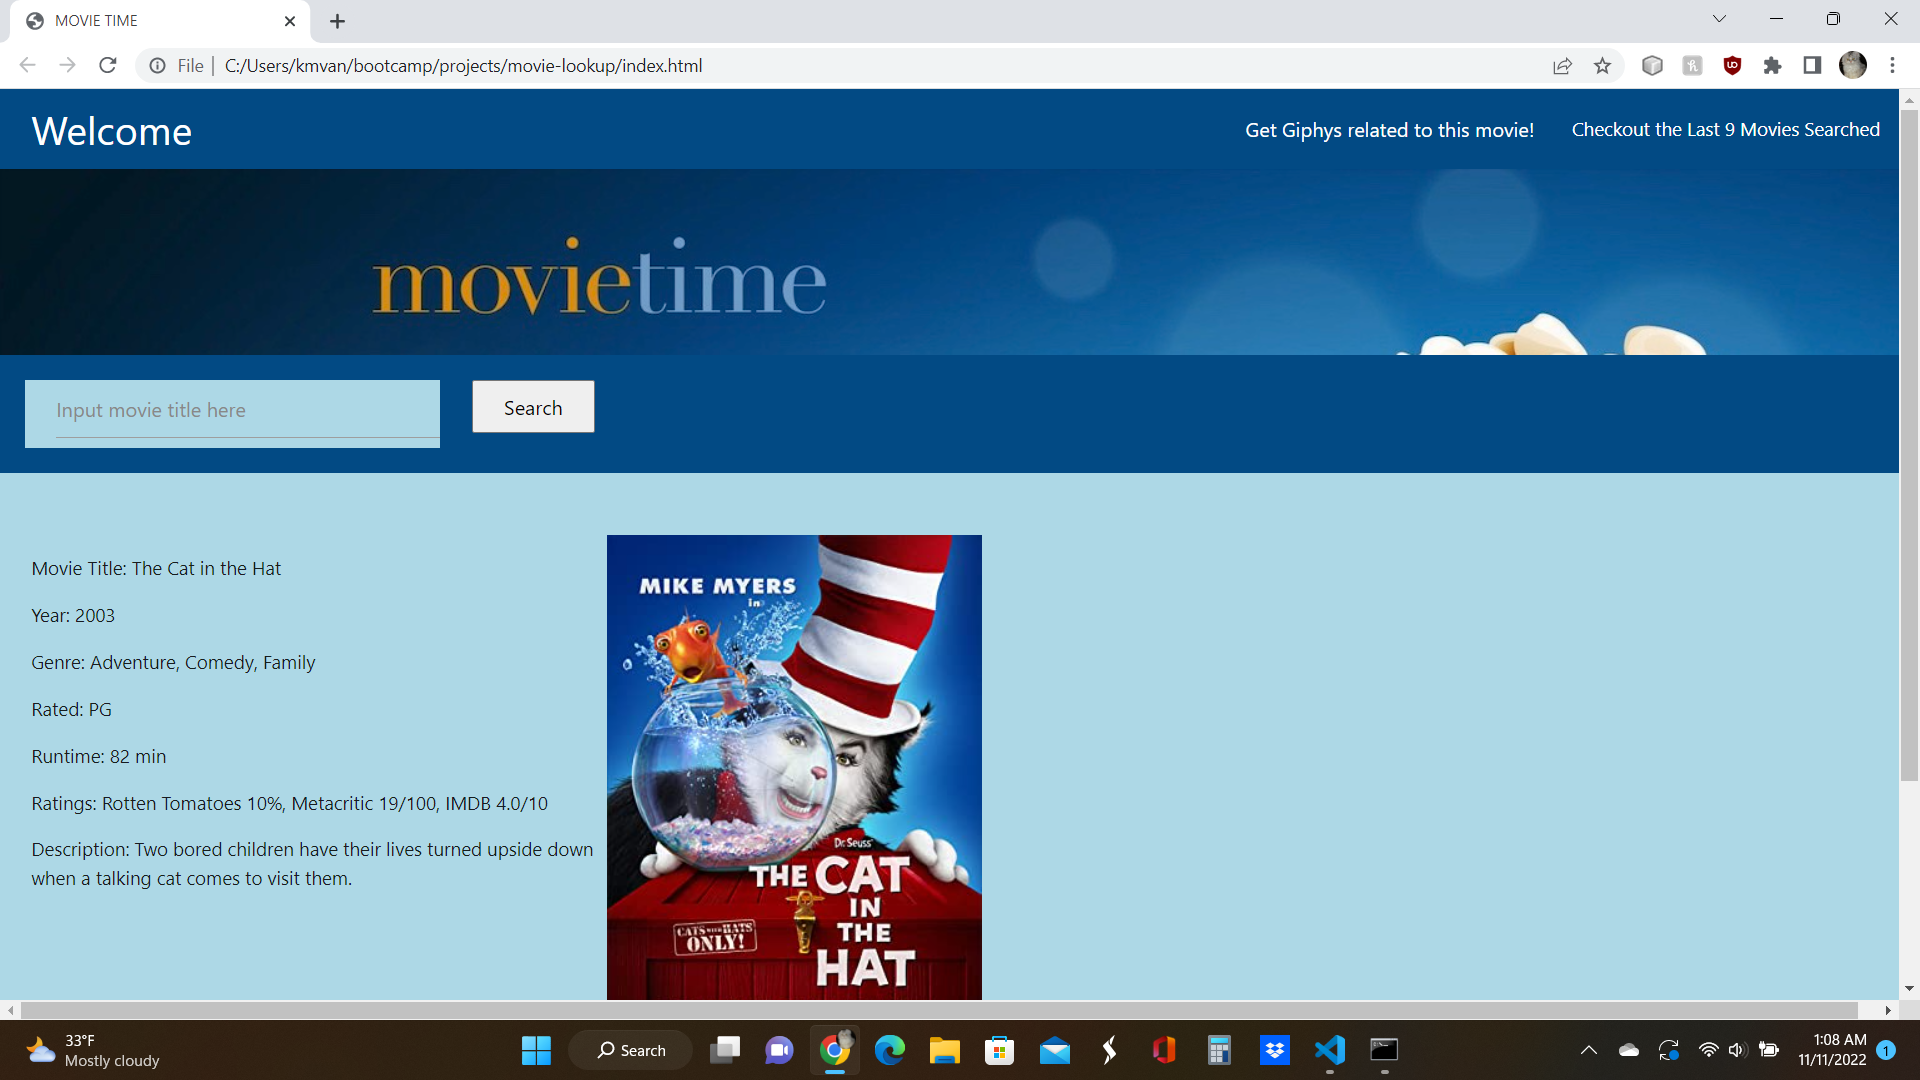 MOVIE TIME
File | C:/Users/kmvan/bootcamp/projects/movie-lookup/index.html
Welcome
Get Giphys related to this movie!
Checkout the Last 9 Movies Searched
movietime
Input movie title here
Search
Movie Title: The Cat in the Hat
Year: 2003
Genre: Adventure, Comedy, Family
Rated: PG
Runtime: 82 min
Ratings: Rotten Tomatoes 10%, Metacritic 19/100, IMDB 4.0/10
Description: Two bored children have their lives turned upside down
when a talking cat comes to visit them.
MIKE MYERS
in
Dr. Seuss'
THE CAT
IN
THE
HAT
CATS WITH HATS
ONLY!
33°F
Mostly cloudy
Search
1:08 AM
11/11/2022
1